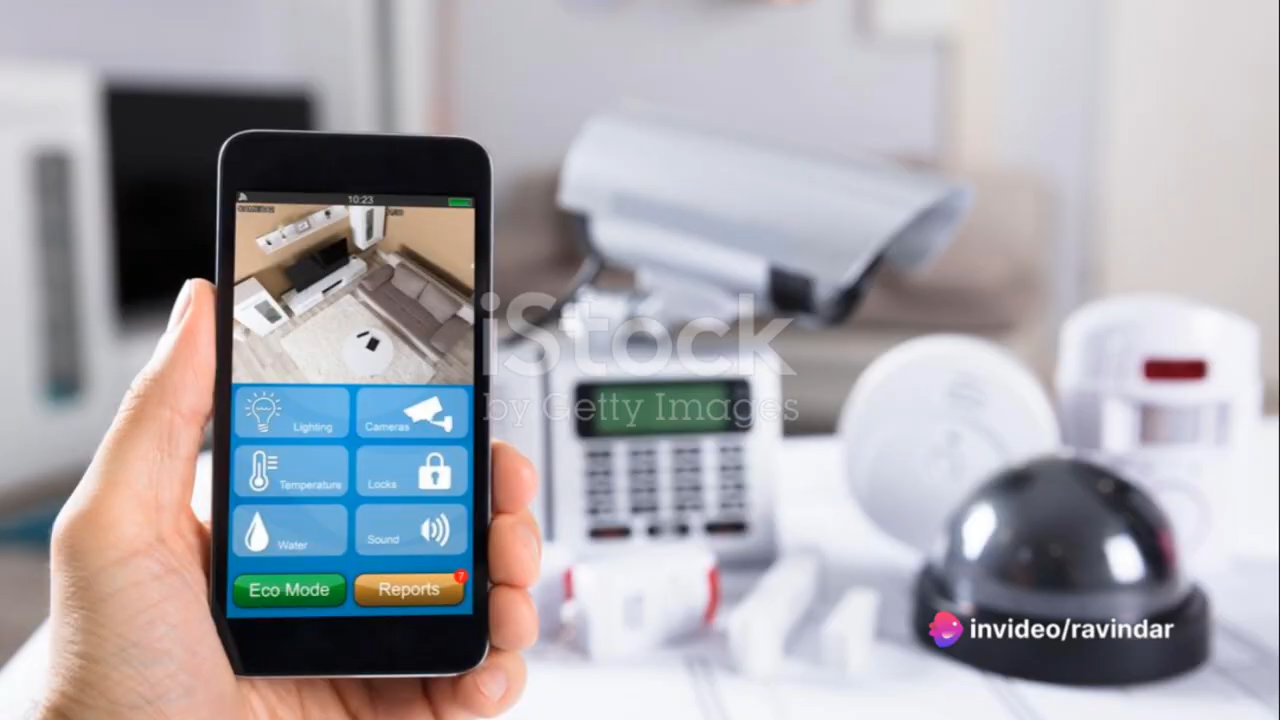 10:23
Lighting
Cameras
Temperature
Locks
Water
Sound
Eco Mode
Reports
iStock
by Getty Images
invideo/ravindar